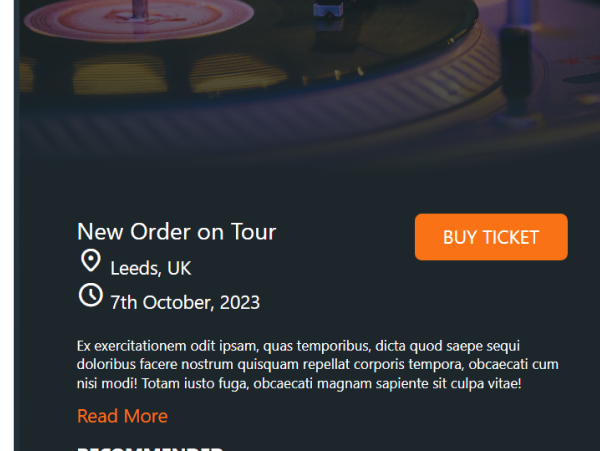 New Order on Tour
BUY TICKET
Leeds, UK
7th October, 2023
Ex exercitationem odit ipsam, quas temporibus, dicta quod saepe sequi
doloribus facere nostrum quisquam repellat corporis tempora, obcaecati cum
nisi modi! Totam iusto fuga, obcaecati magnam sapiente sit culpa vitae!
Read More